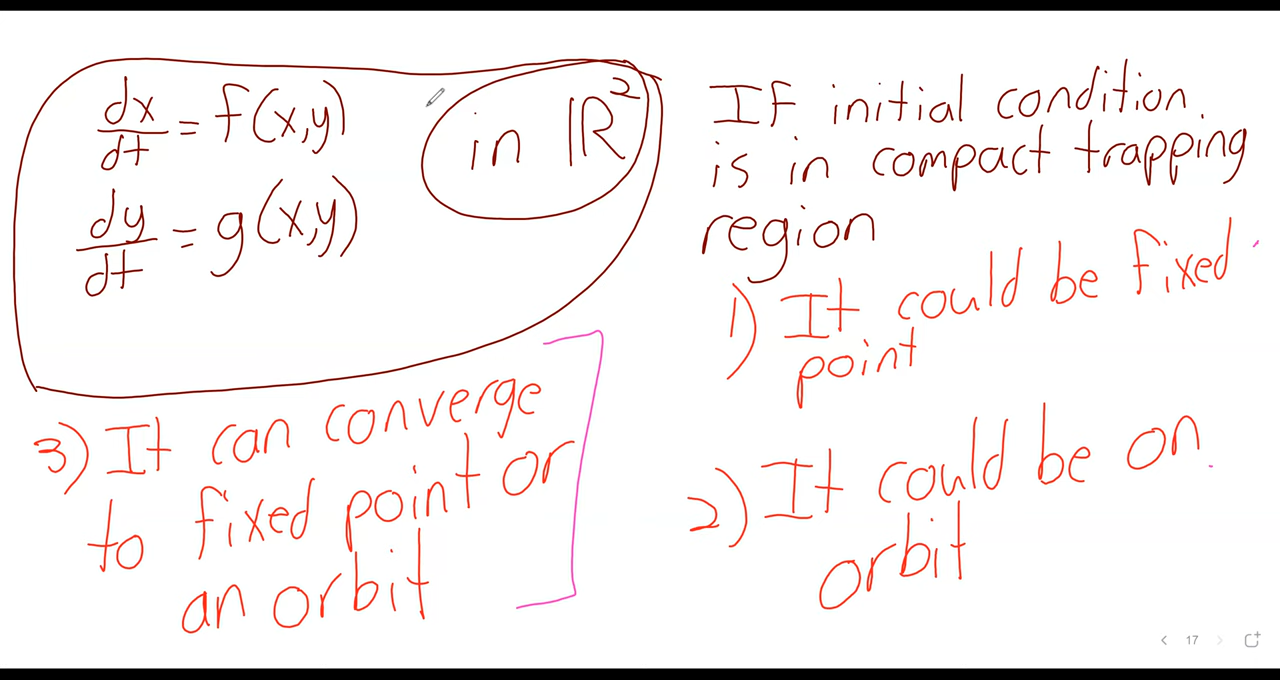 dx/dt = f(x,y)
in ℝ²
dy/dt = g(x,y)
If initial condition
is in compact trapping
region
1) It could be fixed
point
2) It could be on
orbit
3) It can converge
to fixed point or
an orbit
< 17 >